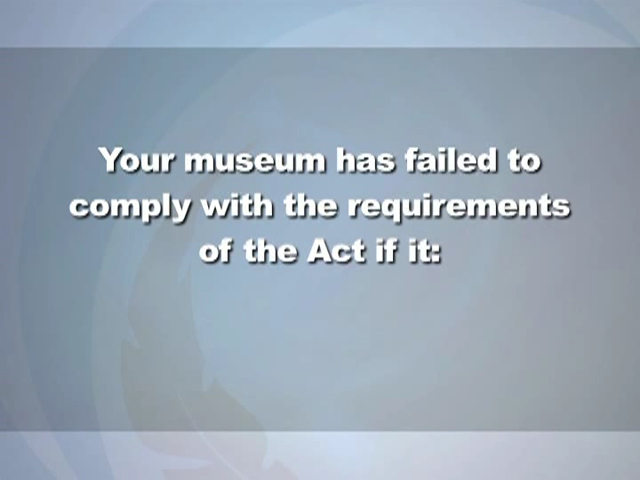 Your museum has failed to
comply with the requirements
of the Act if it: